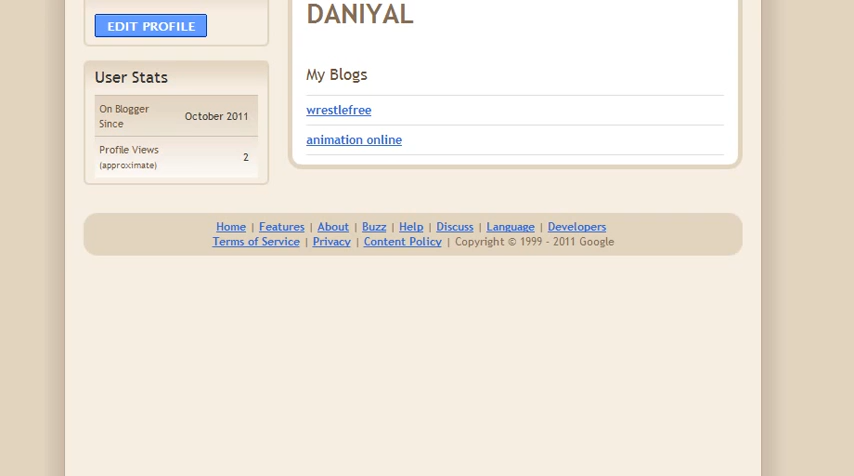 EDIT PROFILE
User Stats
On Blogger Since
October 2011
Profile Views (approximate)
2
DANIYAL
My Blogs
wrestlefree
animation online
Home | Features | About | Buzz | Help | Discuss | Language | Developers
Terms of Service | Privacy | Content Policy | Copyright © 1999 - 2011 Google